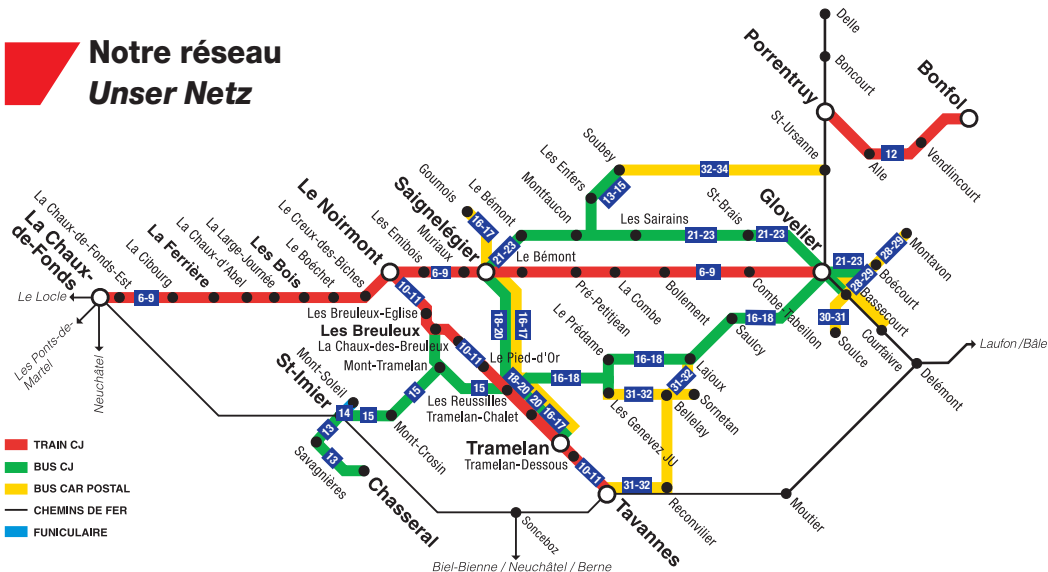 Notre réseau
Unser Netz
Delle
Boncourt
Porrentruy
Bonfol
St-Ursanne
12
Alle
Vendlincourt
Soubey
32-34
13-15
Les Enfers
Montfaucon
Goumois
16-17
Le Bémont
Saignelégier
21-23
Les Sairains
21-23
St-Brais
21-23
Glovelier
21-23
28-29
Montavon
28-29
Boécourt
Bassecourt
30-31
Soulce
Courfaivre
Delémont
Laufon/Bâle
La Chaux-de-Fonds-Est
La Chaux-
de-Fonds
La Cibourg
La Ferrière
La Chaux-d'Abel
La Large-Journée
Les Bois
Le Boéchet
Le Creux-des-Biches
Le Noirmont
Les Emibois
Muriaux
6-9
6-9
Le Bémont
Pré-Petitjean
La Combe
Bollement
6-9
Combe Tabeillon
Le Locle
Les Ponts-de-
Martel
Neuchâtel
10-11
Les Breuleux-Eglise
Les Breuleux
La Chaux-des-Breuleux
Mont-Tramelan
10-11
Le Pied-d'Or
18-20
16-17
Le Prédame
16-18
16-18
16-18
Saulcy
Lajoux
31-32
Sornetan
31-32
Bellelay
Les Genevez JU
Mont-Soleil
St-Imier
14
15
15
15
Mont-Crosin
13
13
Savagnières
Chasseral
Les Reussilles
Tramelan-Chalet
18-20
20
16-17
Tramelan
Tramelan-Dessous
10-11
Tavannes
31-32
Reconvilier
Moutier
Sonceboz
Biel-Bienne / Neuchâtel / Berne
TRAIN CJ
BUS CJ
BUS CAR POSTAL
CHEMINS DE FER
FUNICULAIRE